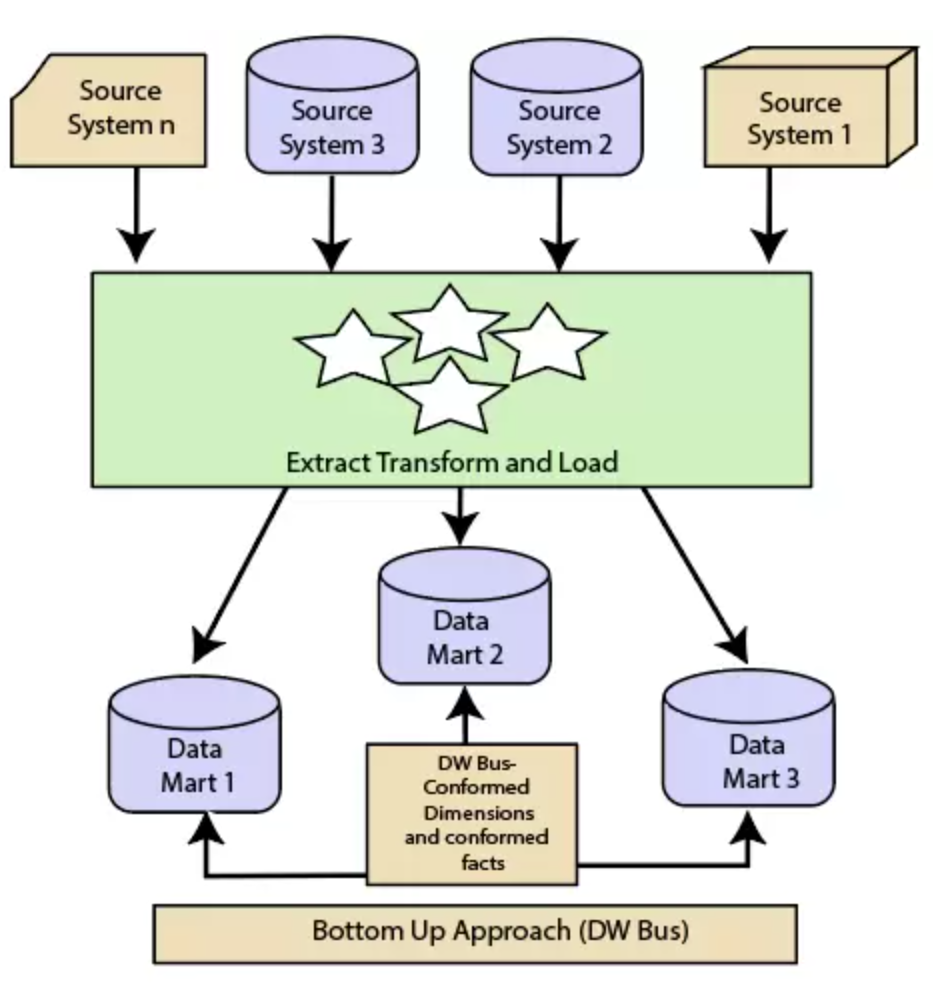 Source
System n
Source
System 3
Source
System 2
Source
System 1
Extract Transform and Load
Data
Mart 2
Data
Mart 1
Data
Mart 3
DW Bus-
Conformed
Dimensions
and conformed
facts
Bottom Up Approach (DW Bus)